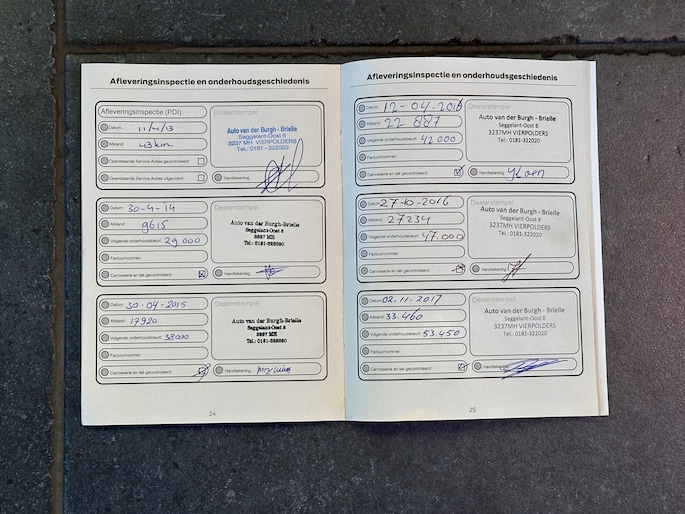 Afleveringsinspectie en onderhoudsgeschiedenis
Afleveringsinspectie (PDI)
Datum: 11/4/13
Afstand: 43 km
Openstaande Service-Acties gecontroleerd:
Openstaande Service-Acties uitgevoerd:
Dealerstempel
Auto van der Burgh - Brielle
Seggelant-Oost 6
3237 MH VIERPOLDERS
Tel.: 0181 - 322020
Handtekening:
Datum: 30-4-14
Afstand: 9615
Volgende onderhoudsbeurt: 29.000
Factuurnummer:
Carrosserie en lak gecontroleerd:
Auto van der Burgh-Brielle
Seggelant-Oost 8
3237 MK
Tel.: 0181-322020
Handtekening:
Datum: 30-04-2015
Afstand: 17920
Volgende onderhoudsbeurt: 38000
Factuurnummer:
Carrosserie en lak gecontroleerd:
Dealerstempel
Auto van der Burgh-Brielle
Seggelant-Oost 8
3237 MK
Tel.: 0181-322020
Handtekening:
24
Afleveringsinspectie en onderhoudsgeschiedenis
Datum: 12-04-2016
Afstand: 22 887
Volgende onderhoudsbeurt: 42.000
Factuurnummer:
Carrosserie en lak gecontroleerd:
Dealerstempel
Auto van der Burgh - Brielle
Seggelant-Oost 8
3237MH VIERPOLDERS
Tel.: 0181-322020
Handtekening:
Datum: 27-10-2016
Afstand: 27234
Volgende onderhoudsbeurt: 47.000
Factuurnummer:
Carrosserie en lak gecontroleerd:
Dealerstempel
Auto van der Burgh - Brielle
Seggelant-Oost 8
3237MH VIERPOLDERS
Tel.: 0181-322020
Handtekening:
Datum: 02-11-2017
Afstand: 33.460
Volgende onderhoudsbeurt: 53.450
Factuurnummer:
Carrosserie en lak gecontroleerd:
Dealerstempel
Auto van der Burgh - Brielle
Seggelant-Oost 8
3237MH VIERPOLDERS
Tel.: 0181-322020
Handtekening:
25